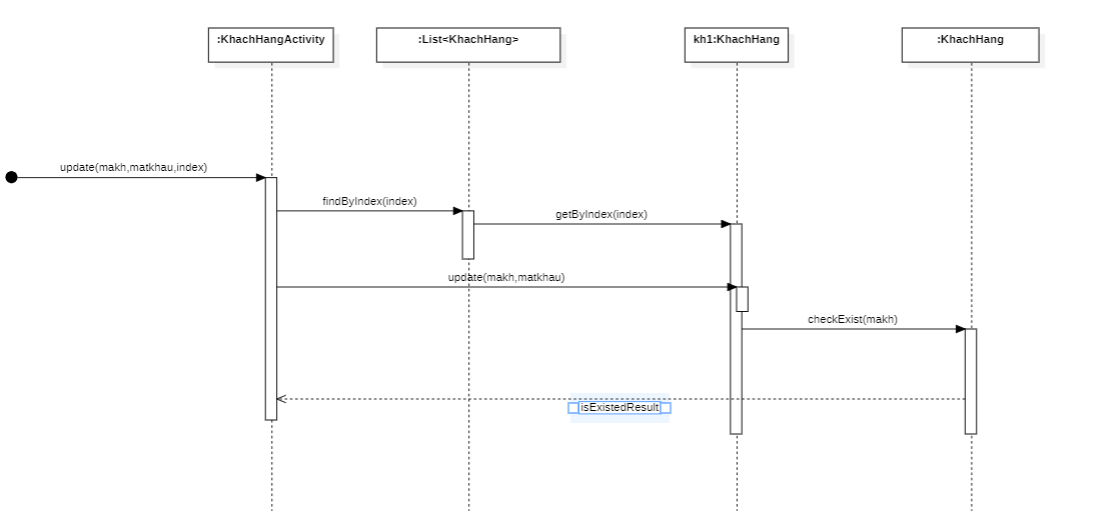 :KhachHangActivity
:List<KhachHang>
kh1:KhachHang
:KhachHang
update(makh,matkhau,index)
findByIndex(index)
getByIndex(index)
update(makh,matkhau)
checkExist(makh)
isExistedResult